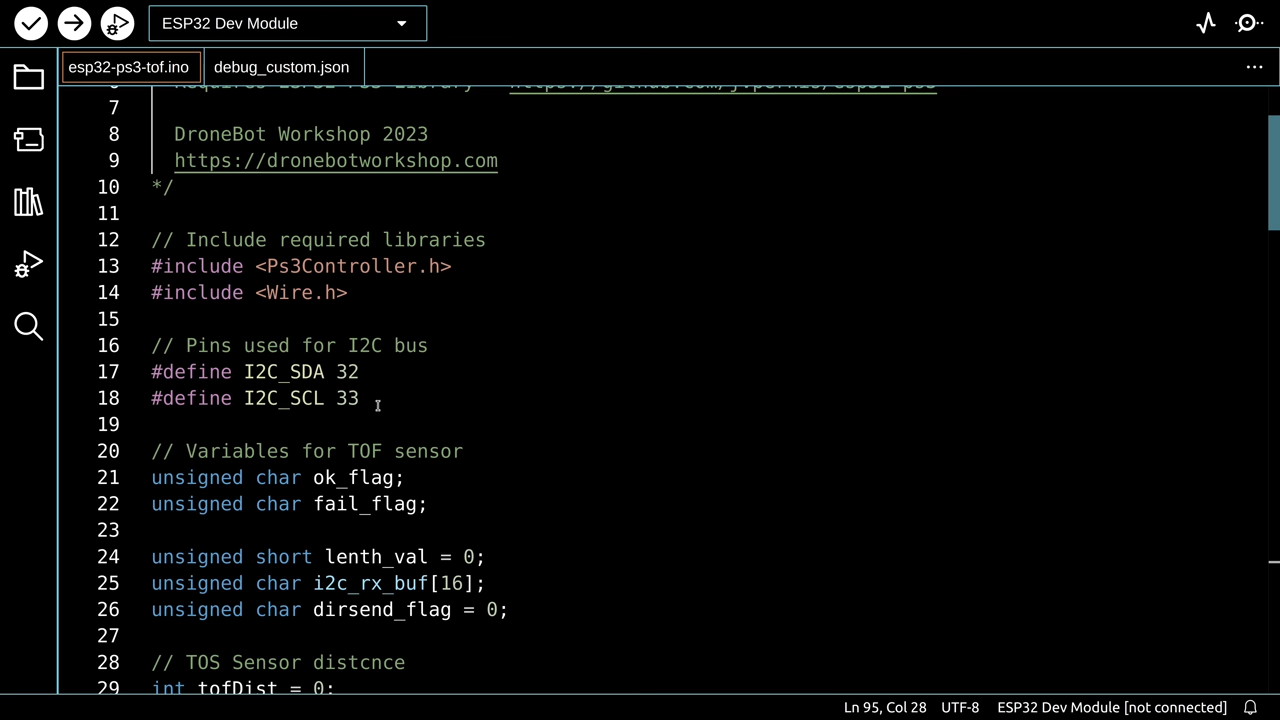 ESP32 Dev Module
esp32-ps3-tof.ino
debug_custom.json
7
8 DroneBot Workshop 2023
9 https://dronebotworkshop.com
10 */
11
12 // Include required libraries
13 #include <Ps3Controller.h>
14 #include <Wire.h>
15
16 // Pins used for I2C bus
17 #define I2C_SDA 32
18 #define I2C_SCL 33
19
20 // Variables for TOF sensor
21 unsigned char ok_flag;
22 unsigned char fail_flag;
23
24 unsigned short lenth_val = 0;
25 unsigned char i2c_rx_buf[16];
26 unsigned char dirsend_flag = 0;
27
28 // TOS Sensor distcnce
29 int tofDist = 0;
Ln 95, Col 28 UTF-8 ESP32 Dev Module [not connected]